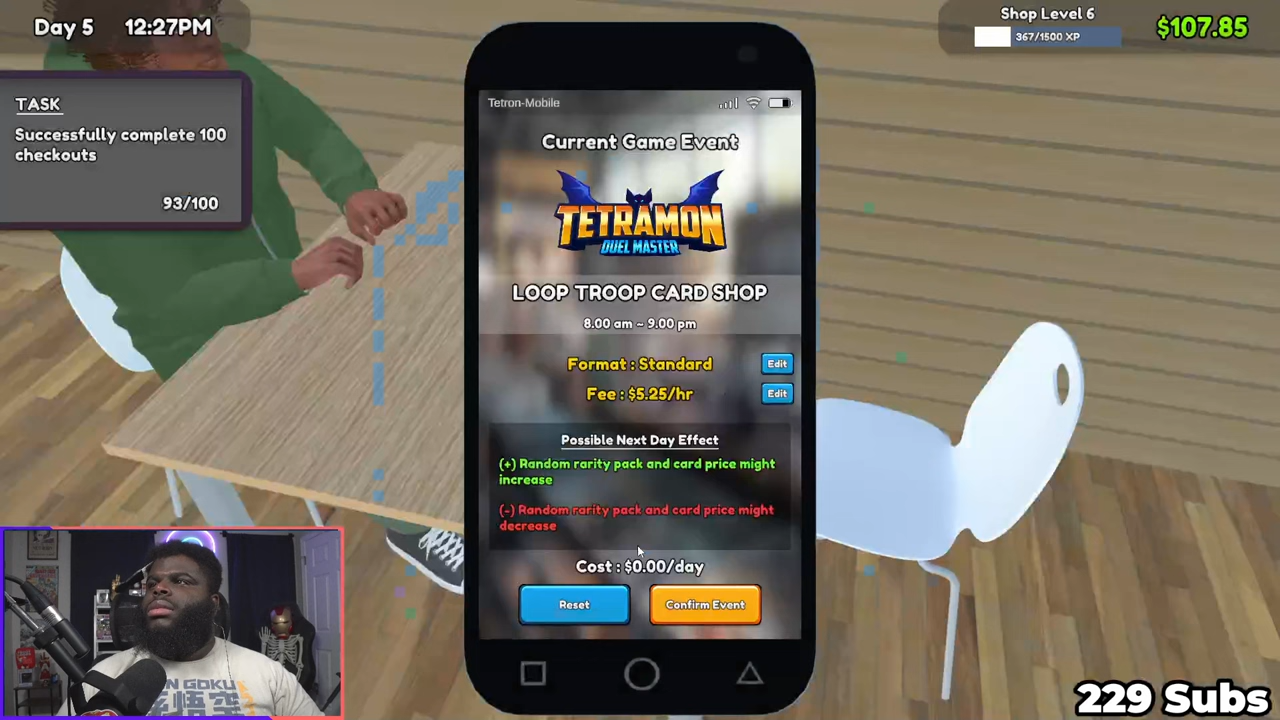 Day 5 12:27PM
Shop Level 6
367/1500 XP
$107.85
TASK
Successfully complete 100
checkouts
93/100
Tetron-Mobile
Current Game Event
TETRAMON
DUEL MASTER
LOOP TROOP CARD SHOP
8.00 am ~ 9.00 pm
Format : Standard
Edit
Fee : $5.25/hr
Edit
Possible Next Day Effect
(+) Random rarity pack and card price might
increase
(-) Random rarity pack and card price might
decrease
Cost : $0.00/day
Reset
Confirm Event
229 Subs